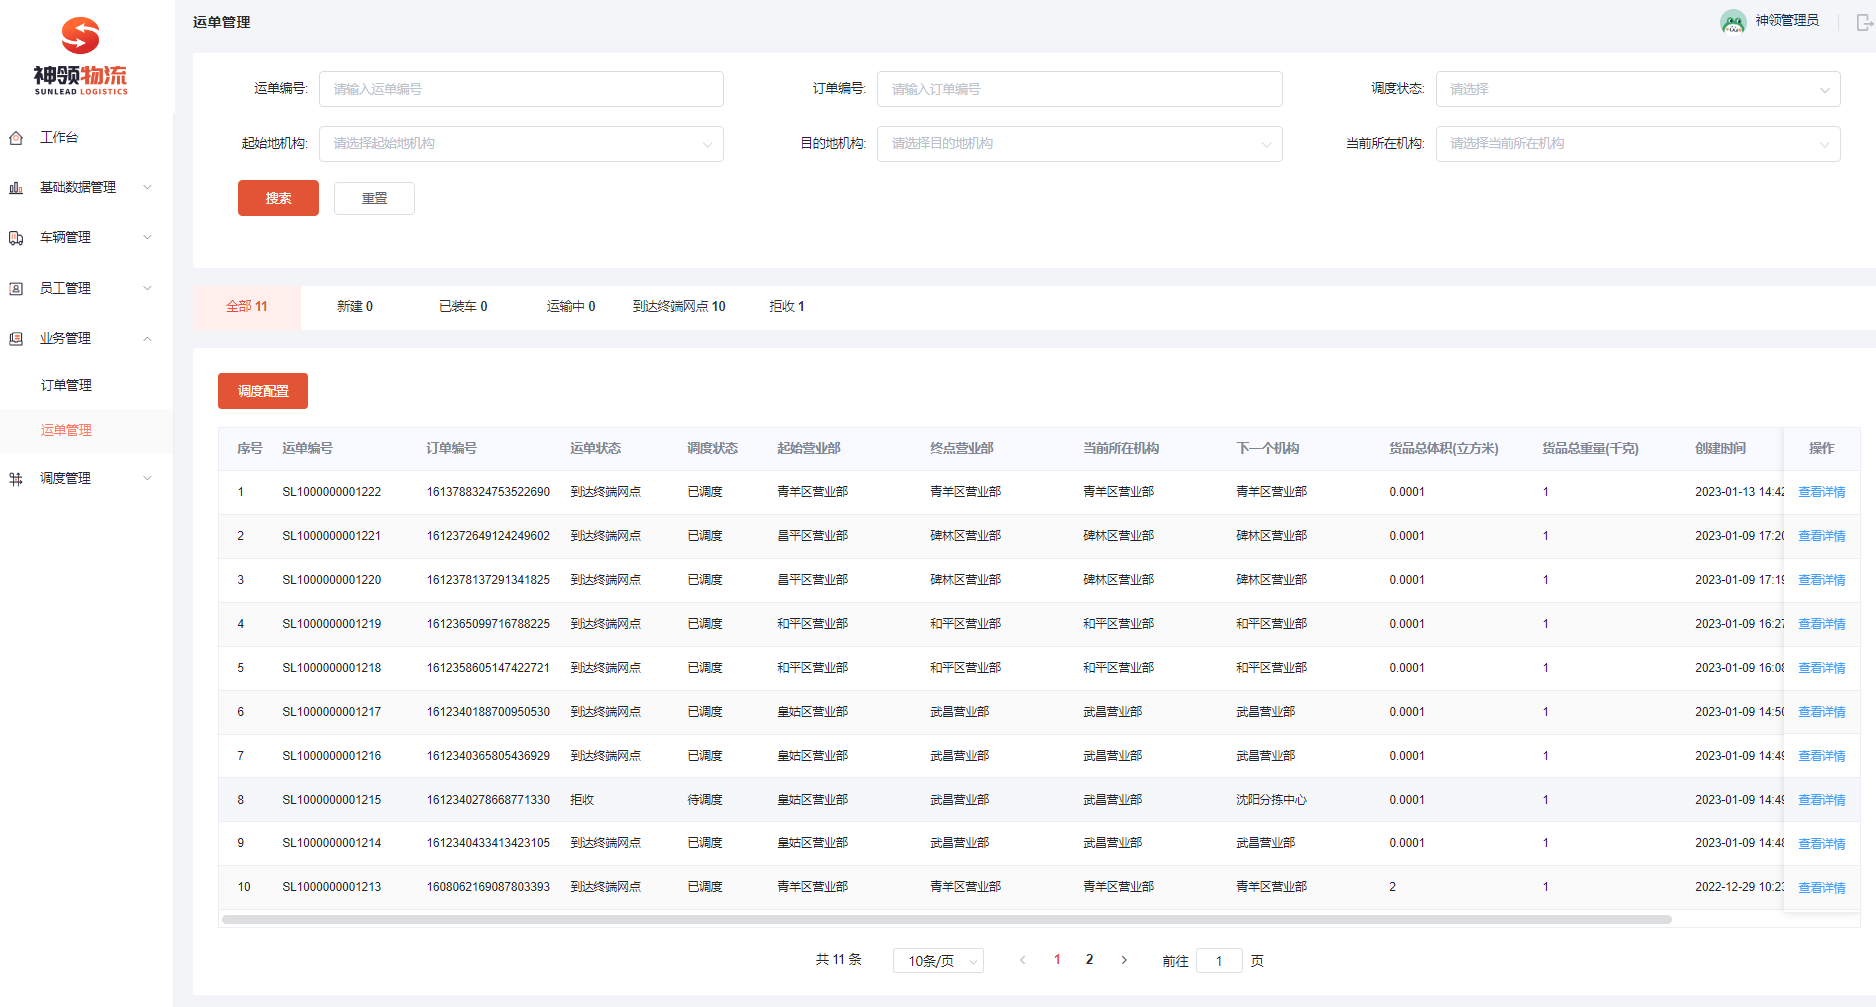 神领物流
SUNLEAD LOGISTICS
工作台
基础数据管理
车辆管理
员工管理
业务管理
订单管理
运单管理
调度管理
运单管理
神领管理员
运单编号: 请输入运单编号 订单编号: 请输入订单编号 调度状态: 请选择
起始地机构: 请选择起始地机构 目的地机构: 请选择目的地机构 当前所在机构: 请选择当前所在机构
搜索 重置
全部 11 新建 0 已装车 0 运输中 0 到达终端网点 10 拒收 1
调度配置
序号 运单编号 订单编号 运单状态 调度状态 起始营业部 终点营业部 当前所在机构 下一个机构 货品总体积(立方米) 货品总重量(千克) 创建时间 操作
1 SL1000000001222 1613788324753522690 到达终端网点 已调度 青羊区营业部 青羊区营业部 青羊区营业部 青羊区营业部 0.0001 1 2023-01-13 14:42 查看详情
2 SL1000000001221 1612372649124249602 到达终端网点 已调度 昌平区营业部 碑林区营业部 碑林区营业部 碑林区营业部 0.0001 1 2023-01-09 17:20 查看详情
3 SL1000000001220 1612378137291341825 到达终端网点 已调度 昌平区营业部 碑林区营业部 碑林区营业部 碑林区营业部 0.0001 1 2023-01-09 17:19 查看详情
4 SL1000000001219 1612365099716788225 到达终端网点 已调度 和平区营业部 和平区营业部 和平区营业部 和平区营业部 0.0001 1 2023-01-09 16:27 查看详情
5 SL1000000001218 1612358605147422721 到达终端网点 已调度 和平区营业部 和平区营业部 和平区营业部 和平区营业部 0.0001 1 2023-01-09 16:08 查看详情
6 SL1000000001217 1612340188700950530 到达终端网点 已调度 皇姑区营业部 武昌营业部 武昌营业部 武昌营业部 0.0001 1 2023-01-09 14:50 查看详情
7 SL1000000001216 1612340365805436929 到达终端网点 已调度 皇姑区营业部 武昌营业部 武昌营业部 武昌营业部 0.0001 1 2023-01-09 14:49 查看详情
8 SL1000000001215 1612340278668771330 拒收 待调度 皇姑区营业部 武昌营业部 武昌营业部 沈阳分拣中心 0.0001 1 2023-01-09 14:49 查看详情
9 SL1000000001214 1612340433413423105 到达终端网点 已调度 皇姑区营业部 武昌营业部 武昌营业部 武昌营业部 0.0001 1 2023-01-09 14:48 查看详情
10 SL1000000001213 1608062169087803393 到达终端网点 已调度 青羊区营业部 青羊区营业部 青羊区营业部 青羊区营业部 2 1 2022-12-29 10:23 查看详情
共 11 条 10条/页 1 2 前往 1 页